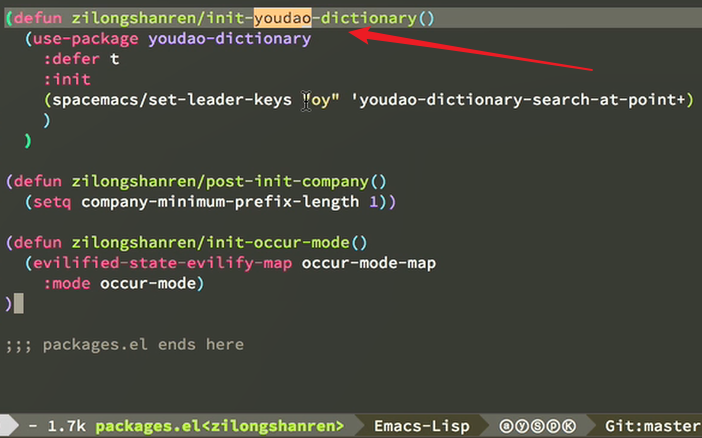 (defun zilongshanren/init-youdao-dictionary()
(use-package youdao-dictionary
:defer t
:init
(spacemacs/set-leader-keys "oy" 'youdao-dictionary-search-at-point+)
)
)
(defun zilongshanren/post-init-company()
(setq company-minimum-prefix-length 1))
(defun zilongshanren/init-occur-mode()
(evilified-state-evilify-map occur-mode-map
:mode occur-mode)
)
;;; packages.el ends here
- 1.7k packages.el<zilongshanren> Emacs-Lisp ⓐⓨⓢⓟⓚ Git:master